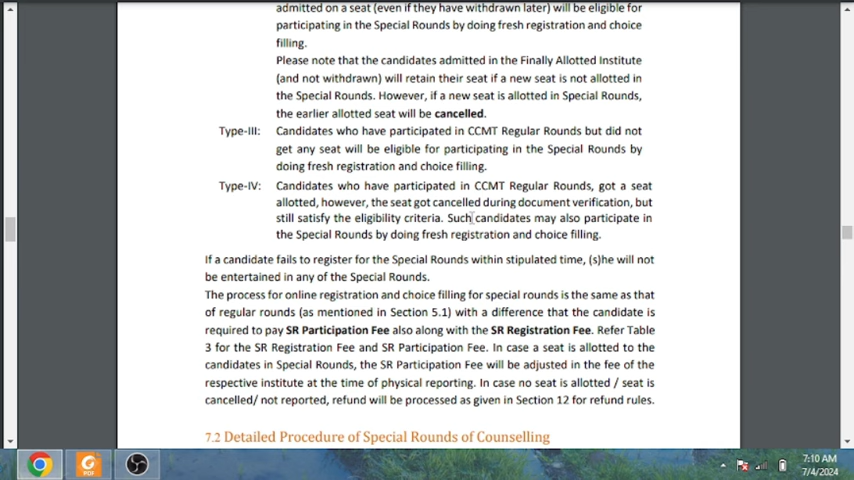 admitted on a seat (even if they have withdrawn later) will be eligible for
participating in the Special Rounds by doing fresh registration and choice
filling.
Please note that the candidates admitted in the Finally Allotted Institute
(and not withdrawn) will retain their seat if a new seat is not allotted in
the Special Rounds. However, if a new seat is allotted in Special Rounds,
the earlier allotted seat will be cancelled.
Type-III: Candidates who have participated in CCMT Regular Rounds but did not
get any seat will be eligible for participating in the Special Rounds by
doing fresh registration and choice filling.
Type-IV: Candidates who have participated in CCMT Regular Rounds, got a seat
allotted, however, the seat got cancelled during document verification, but
still satisfy the eligibility criteria. Such candidates may also participate in
the Special Rounds by doing fresh registration and choice filling.
If a candidate fails to register for the Special Rounds within stipulated time, (s)he will not
be entertained in any of the Special Rounds.
The process for online registration and choice filling for special rounds is the same as that
of regular rounds (as mentioned in Section 5.1) with a difference that the candidate is
required to pay SR Participation Fee also along with the SR Registration Fee. Refer Table
3 for the SR Registration Fee and SR Participation Fee. In case a seat is allotted to the
candidates in Special Rounds, the SR Participation Fee will be adjusted in the fee of the
respective institute at the time of physical reporting. In case no seat is allotted / seat is
cancelled/ not reported, refund will be processed as given in Section 12 for refund rules.
7.2 Detailed Procedure of Special Rounds of Counselling
PDF
7:10 AM
7/4/2024